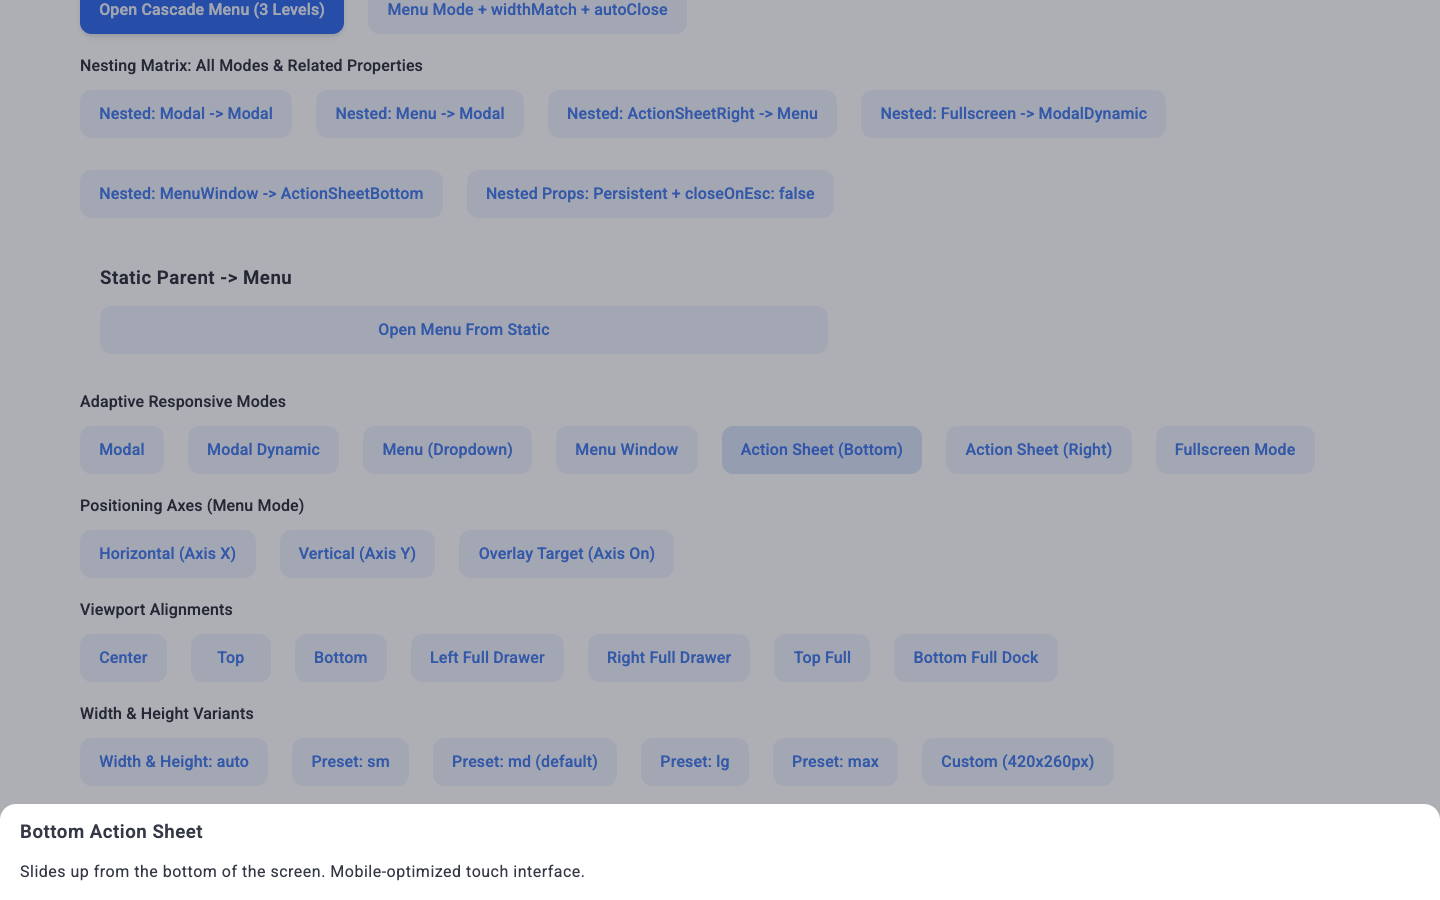 Open Cascade Menu (3 Levels)
Menu Mode + widthMatch + autoClose
Nesting Matrix: All Modes & Related Properties
Nested: Modal -> Modal
Nested: Menu -> Modal
Nested: ActionSheetRight -> Menu
Nested: Fullscreen -> ModalDynamic
Nested: MenuWindow -> ActionSheetBottom
Nested Props: Persistent + closeOnEsc: false
Static Parent -> Menu
Open Menu From Static
Adaptive Responsive Modes
Modal
Modal Dynamic
Menu (Dropdown)
Menu Window
Action Sheet (Bottom)
Action Sheet (Right)
Fullscreen Mode
Positioning Axes (Menu Mode)
Horizontal (Axis X)
Vertical (Axis Y)
Overlay Target (Axis On)
Viewport Alignments
Center
Top
Bottom
Left Full Drawer
Right Full Drawer
Top Full
Bottom Full Dock
Width & Height Variants
Width & Height: auto
Preset: sm
Preset: md (default)
Preset: lg
Preset: max
Custom (420x260px)
Bottom Action Sheet
Slides up from the bottom of the screen. Mobile-optimized touch interface.